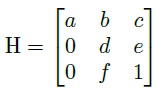 H = [a b c
0 d e
0 f 1]